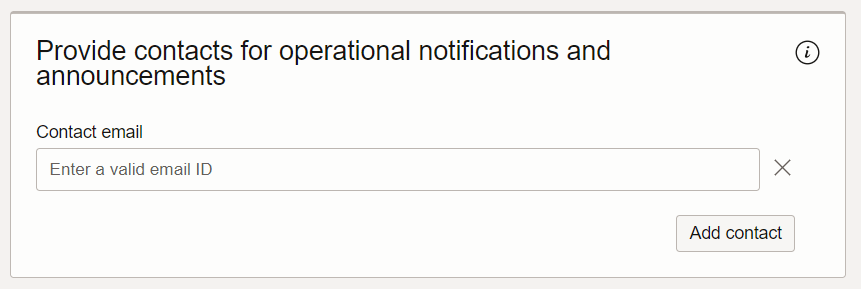 Provide contacts for operational notifications and
announcements
Contact email
Enter a valid email ID
Add contact